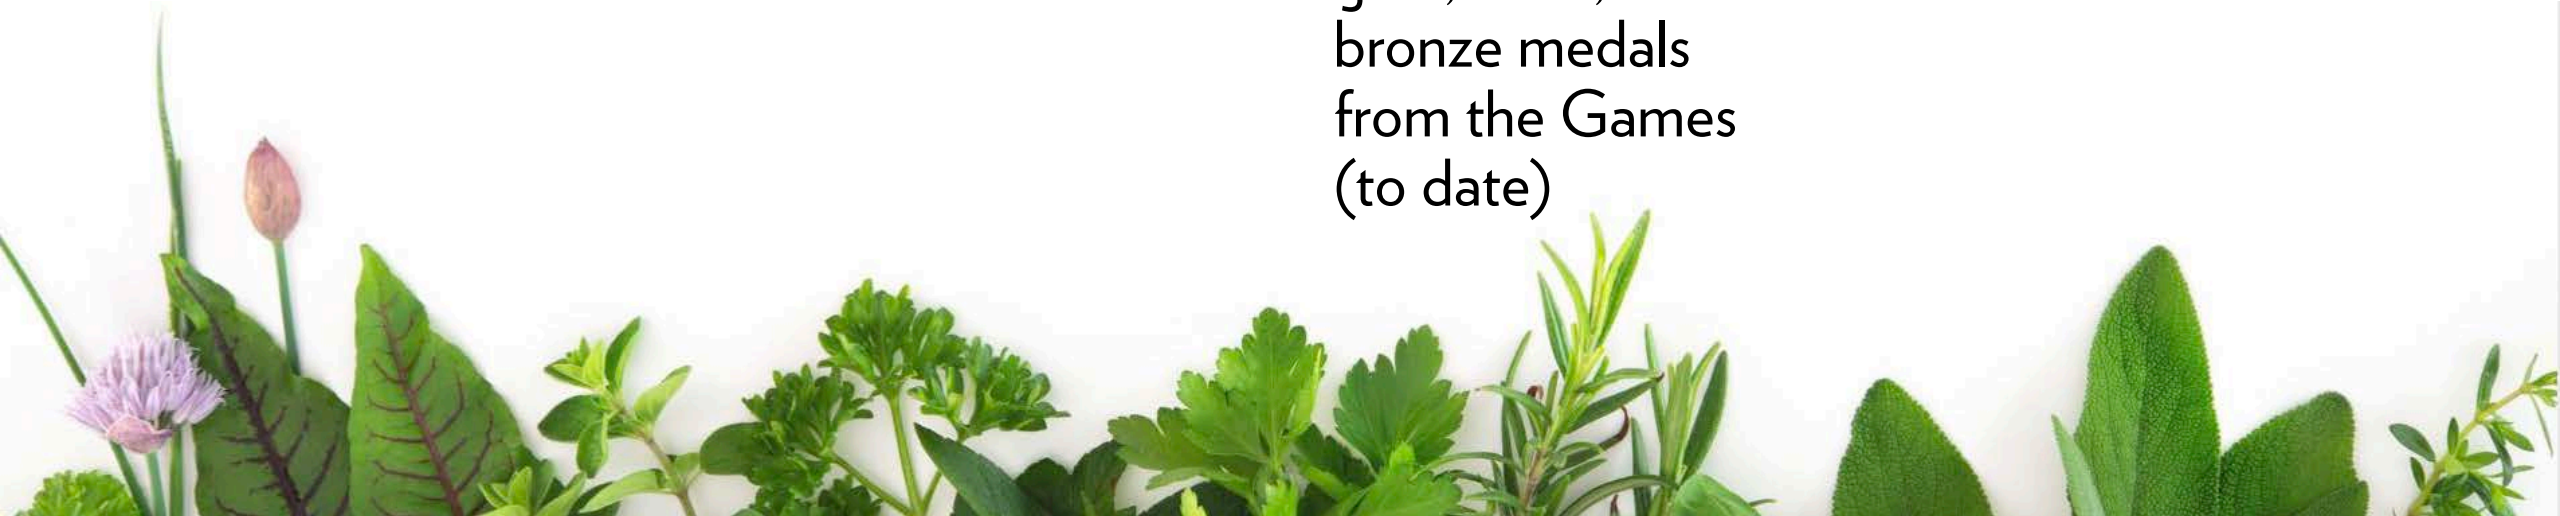 bronze medals
from the Games
(to date)